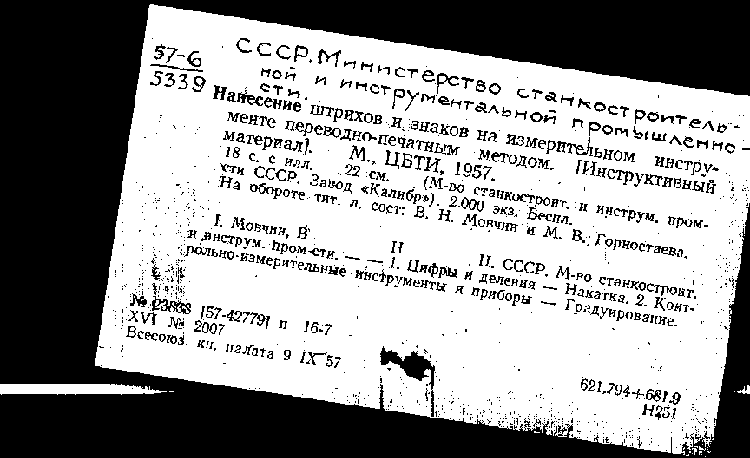 57-6
5339
СССР. Министерство станкостроитель-
ной и инструментальной промышленно-
сти.
Нанесение штрихов и знаков на измерительном инстру-
менте переводно-печатным методом. [Инструктивный
материал]. М., ЦБТИ, 1957.
18 с. с илл. 22 см. (М-во станкостроит. и инструм. пром-
сти СССР. Завод «Калибр»). 2.000 экз. Беспл.
На обороте тит. л. сост: В. Н. Мовчин и М. В. Горностаева.
I. Мовчин, В. Н II. СССР. М-во станкостроит.
и инструм. пром-сти. — — 1. Цифры и деления — Накатка. 2. Конт-
рольно-измерительные инструменты и приборы — Градуирование.
№ 23838 [57-42779] п 16-7
XVI № 2007
Всесоюз. кн. палата 9 IX 57
621.794+681.9
Н251